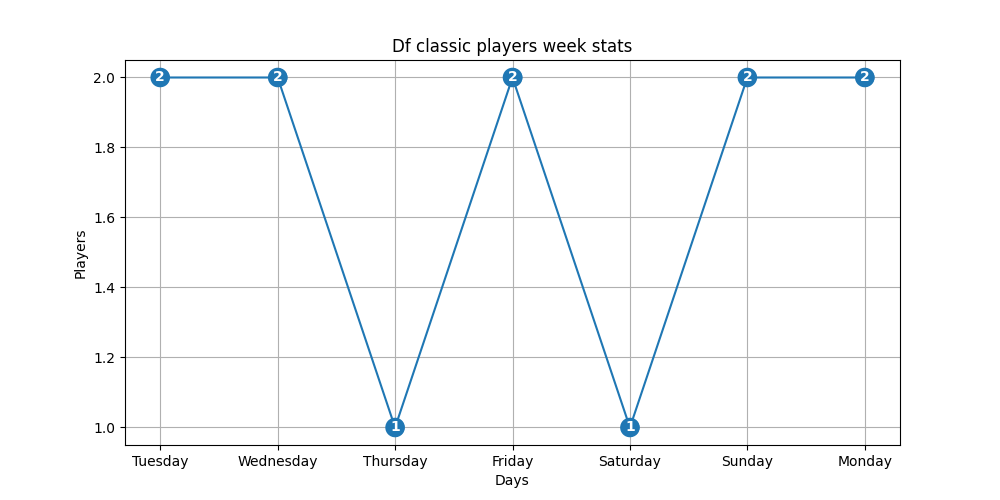 Df classic players week stats
2.0
1.8
1.6
1.4
1.2
1.0
Players
2 2 1 2 1 2 2
Tuesday Wednesday Thursday Friday Saturday Sunday Monday
Days